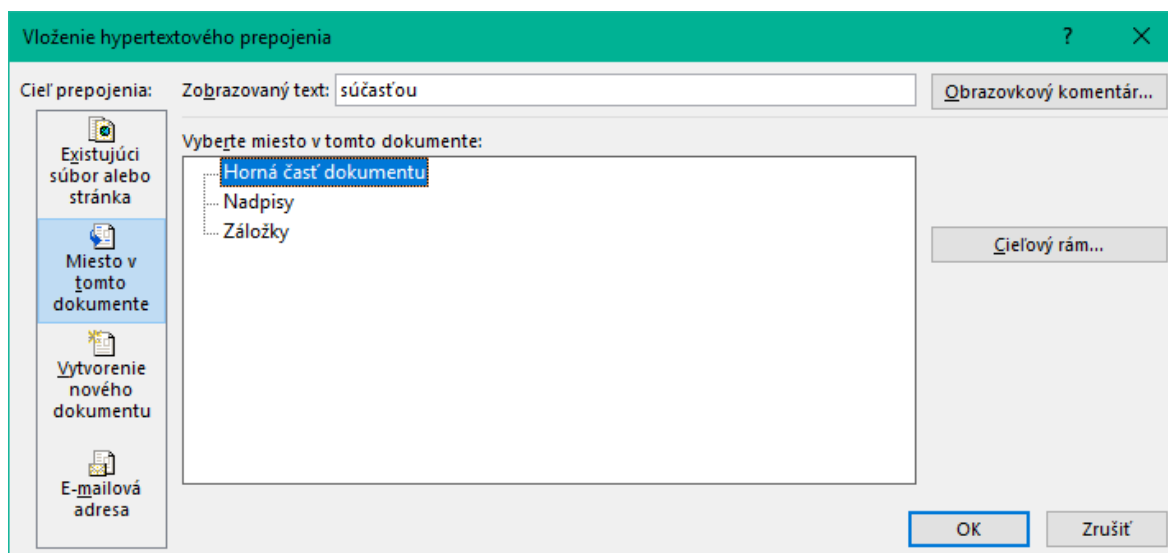 Vloženie hypertextového prepojenia
?
Cieľ prepojenia:
Zobrazovaný text:
súčasťou
Obrazovkový komentár...
Existujúci
súbor alebo
stránka
Miesto v
tomto
dokumente
Vytvorenie
nového
dokumentu
E-mailová
adresa
Vyberte miesto v tomto dokumente:
Horná časť dokumentu
Nadpisy
Záložky
Cieľový rám...
OK
Zrušiť